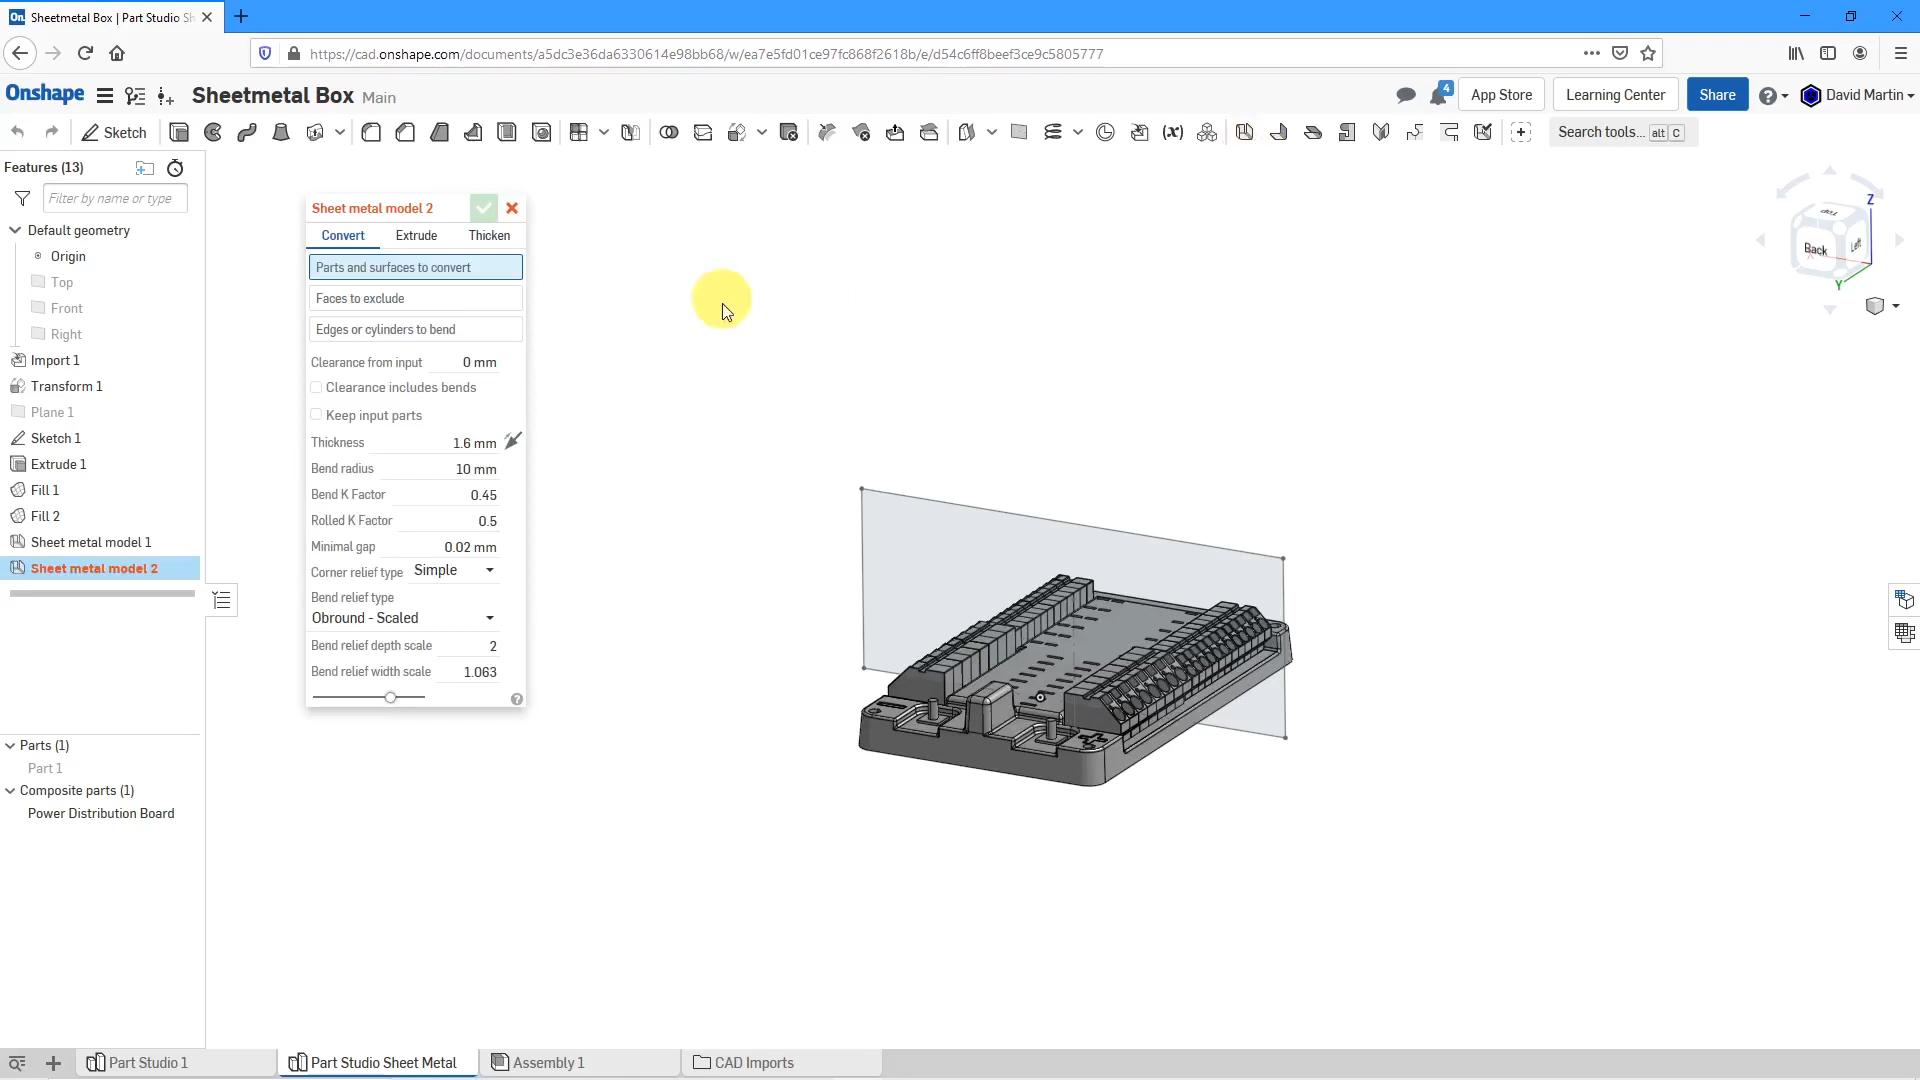 Sheetmetal Box | Part Studio Sh
https://cad.onshape.com/documents/a5dc3e36da6330614e98bb68/w/ea7e5fd01ce97fc868f2618b/e/d54c6ff8beef3ce9c5805777
Onshape Sheetmetal Box Main 4 App Store Learning Center Share David Martin
Sketch (x) Search tools... alt C
Features (13)
Filter by name or type
Default geometry
Origin
Top
Front
Right
Import 1
Transform 1
Plane 1
Sketch 1
Extrude 1
Fill 1
Fill 2
Sheet metal model 1
Sheet metal model 2
Parts (1)
Part 1
Composite parts (1)
Power Distribution Board
Sheet metal model 2
Convert Extrude Thicken
Parts and surfaces to convert
Faces to exclude
Edges or cylinders to bend
Clearance from input 0 mm
Clearance includes bends
Keep input parts
Thickness 1.6 mm
Bend radius 10 mm
Bend K Factor 0.45
Rolled K Factor 0.5
Minimal gap 0.02 mm
Corner relief type Simple
Bend relief type
Obround - Scaled
Bend relief depth scale 2
Bend relief width scale 1.063
Z
Top
Back Left
X
Y
Part Studio 1 Part Studio Sheet Metal Assembly 1 CAD Imports